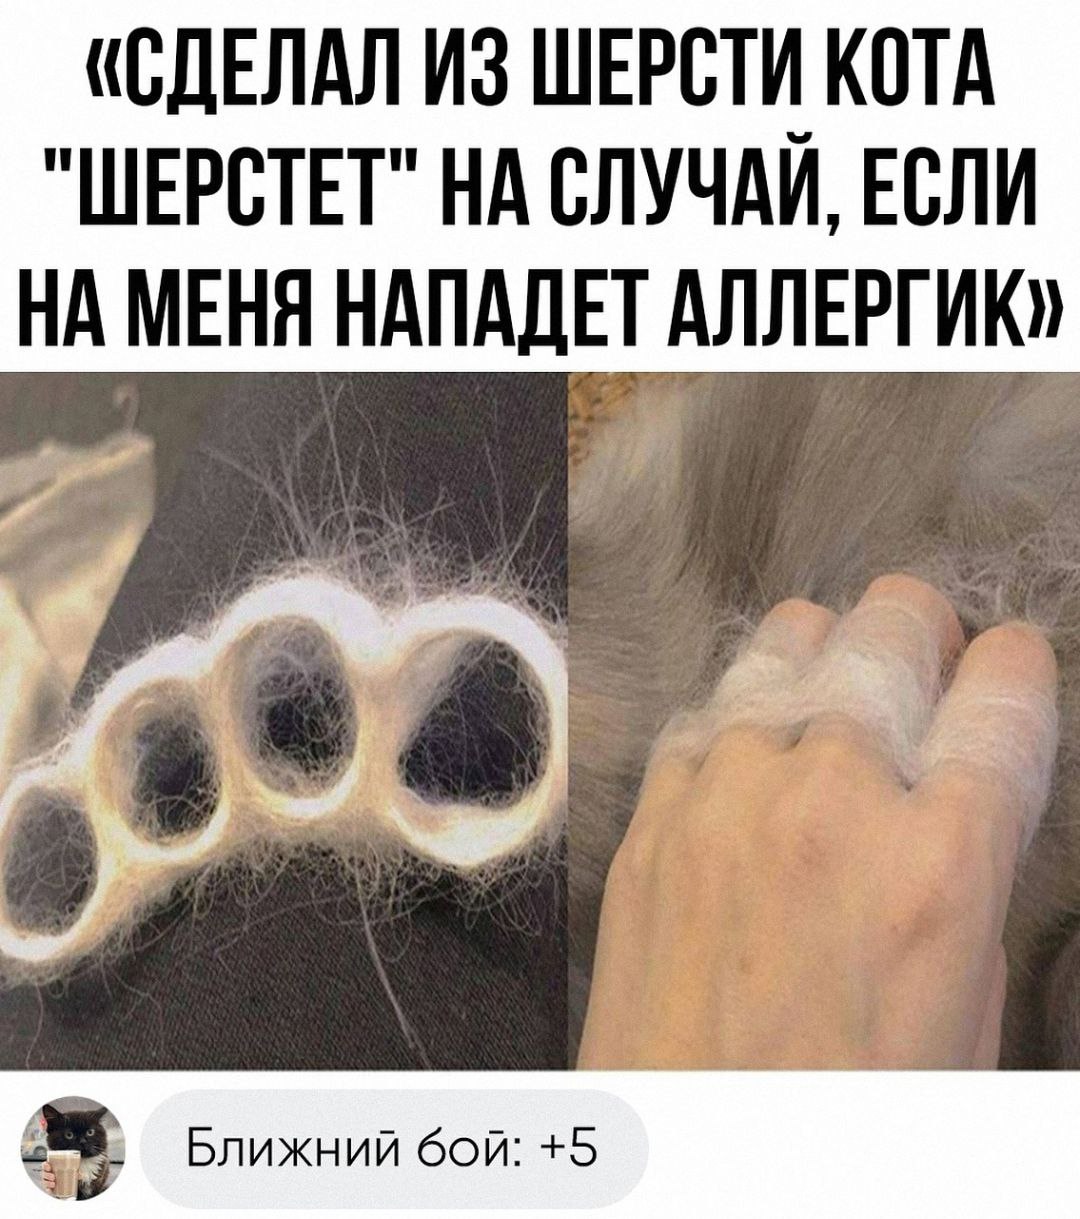 «СДЕЛАЛ ИЗ ШЕРСТИ КОТА
"ШЕРСТЕТ" НА СЛУЧАЙ, ЕСЛИ
НА МЕНЯ НАПАДЕТ АЛЛЕРГИК»
Ближний бой: +5